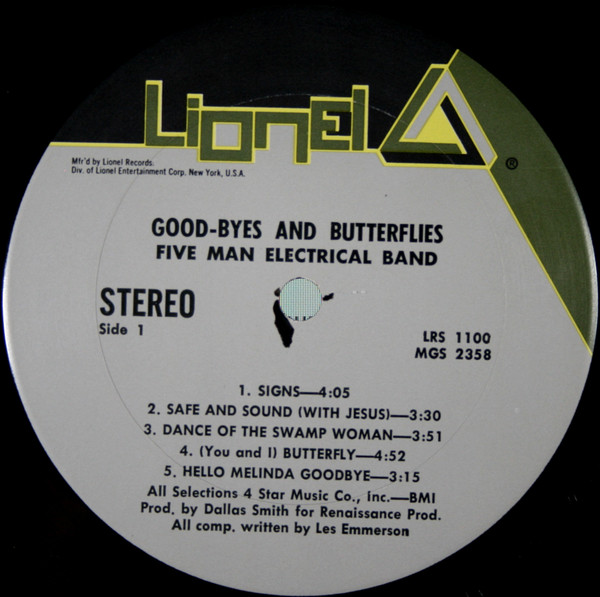 Lionel
®
Mfr'd by Lionel Records.
Div. of Lionel Entertainment Corp. New York, U.S.A.
GOOD-BYES AND BUTTERFLIES
FIVE MAN ELECTRICAL BAND
STEREO
Side 1
LRS 1100
MGS 2358
1. SIGNS—4:05
2. SAFE AND SOUND (WITH JESUS)—3:30
3. DANCE OF THE SWAMP WOMAN—3:51
4. (You and I) BUTTERFLY—4:52
5. HELLO MELINDA GOODBYE—3:15
All Selections 4 Star Music Co., Inc.—BMI
Prod. by Dallas Smith for Renaissance Prod.
All comp. written by Les Emmerson